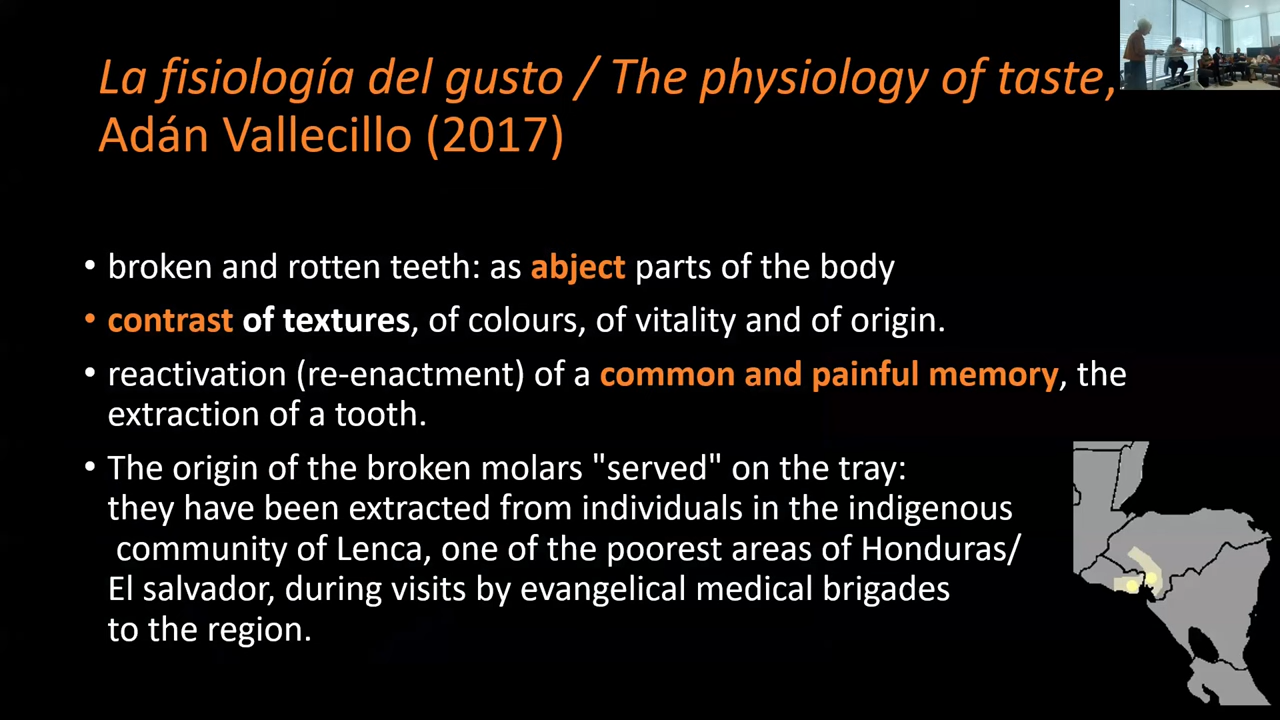 La fisiología del gusto / The physiology of taste,
Adán Vallecillo (2017)
• broken and rotten teeth: as abject parts of the body
• contrast of textures, of colours, of vitality and of origin.
• reactivation (re-enactment) of a common and painful memory, the
extraction of a tooth.
• The origin of the broken molars "served" on the tray:
they have been extracted from individuals in the indigenous
community of Lenca, one of the poorest areas of Honduras/
El salvador, during visits by evangelical medical brigades
to the region.